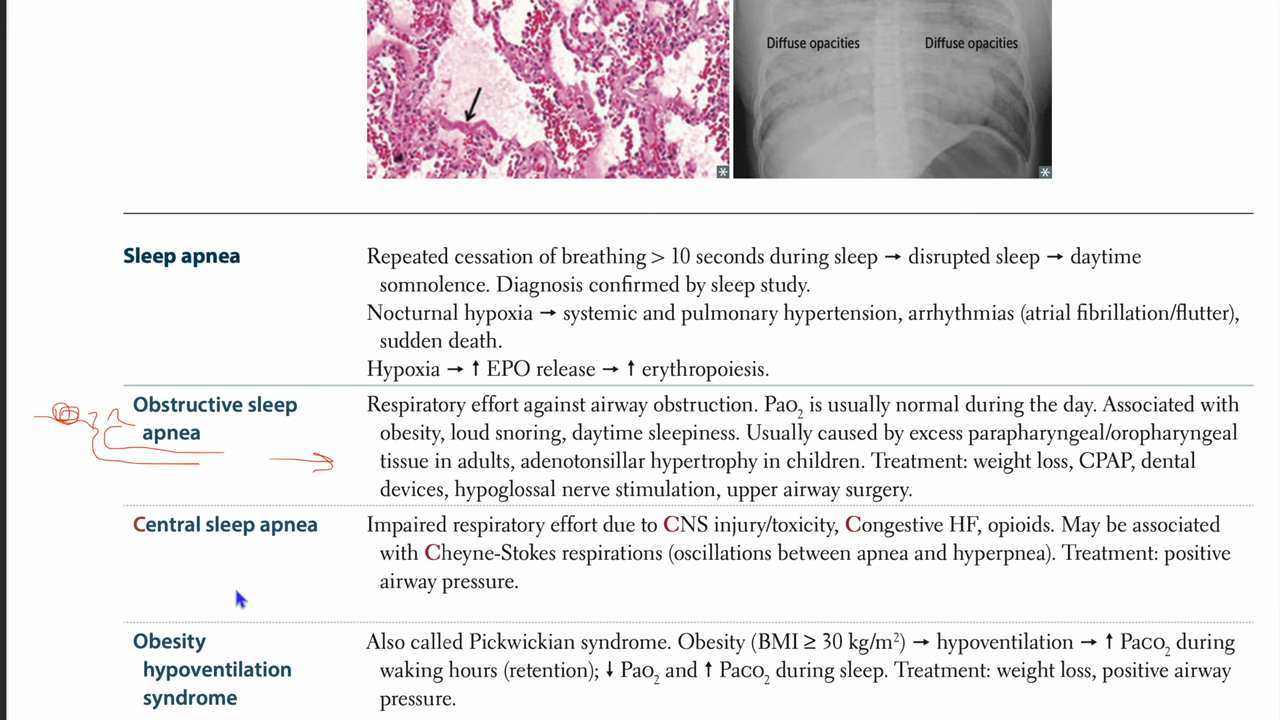 Diffuse opacities Diffuse opacities
Sleep apnea
Repeated cessation of breathing > 10 seconds during sleep → disrupted sleep → daytime
somnolence. Diagnosis confirmed by sleep study.
Nocturnal hypoxia → systemic and pulmonary hypertension, arrhythmias (atrial fibrillation/flutter),
sudden death.
Hypoxia → ↑ EPO release → ↑ erythropoiesis.
Obstructive sleep
apnea
Respiratory effort against airway obstruction. PaO₂ is usually normal during the day. Associated with
obesity, loud snoring, daytime sleepiness. Usually caused by excess parapharyngeal/oropharyngeal
tissue in adults, adenotonsillar hypertrophy in children. Treatment: weight loss, CPAP, dental
devices, hypoglossal nerve stimulation, upper airway surgery.
Central sleep apnea
Impaired respiratory effort due to CNS injury/toxicity, Congestive HF, opioids. May be associated
with Cheyne-Stokes respirations (oscillations between apnea and hyperpnea). Treatment: positive
airway pressure.
Obesity
hypoventilation
syndrome
Also called Pickwickian syndrome. Obesity (BMI ≥ 30 kg/m²) → hypoventilation → ↑ PaCO₂ during
waking hours (retention); ↓ PaO₂ and ↑ PaCO₂ during sleep. Treatment: weight loss, positive airway
pressure.